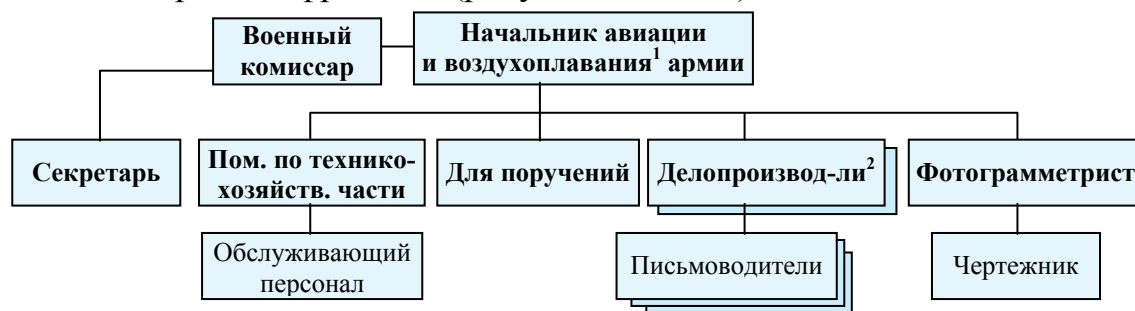 Военный
комиссар
Начальник авиации
и воздухоплавания¹ армии
Секретарь
Пом. по технико-
хозяйств. части
Для поручений
Делопроизвод-ли²
Фотограмметрист
Обслуживающий
персонал
Письмоводители
Чертежник